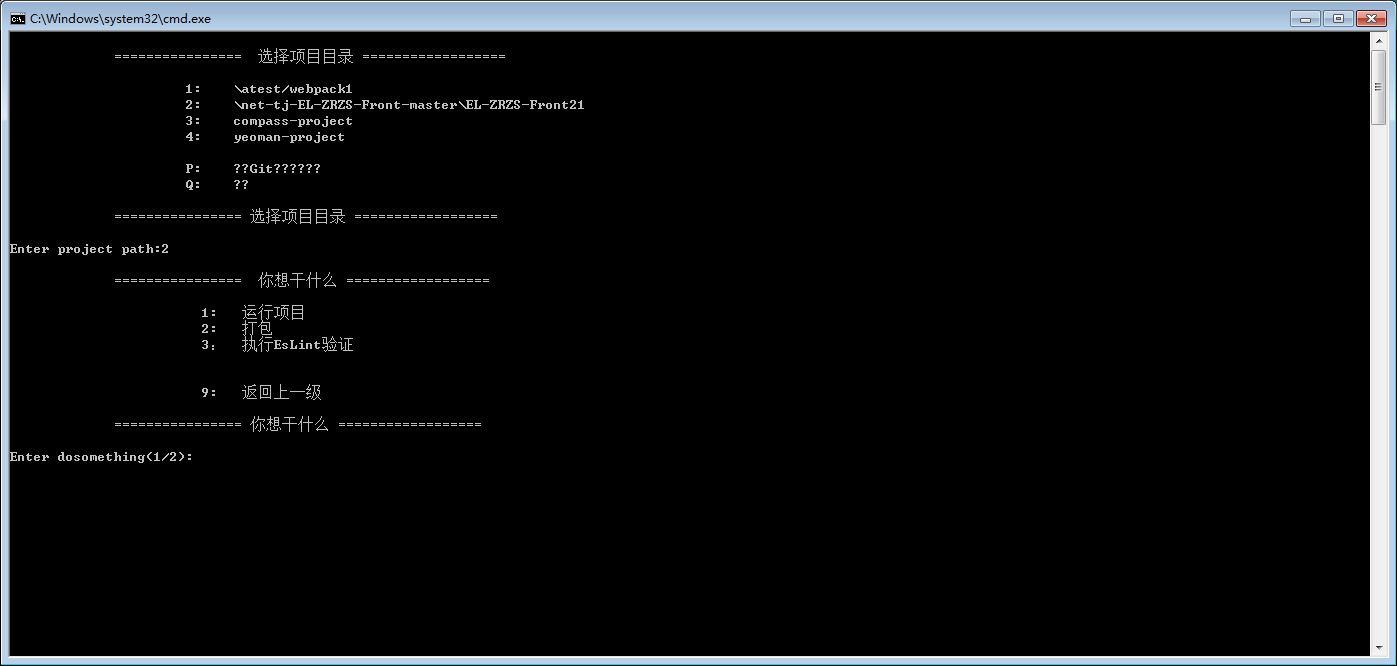 C:\Windows\system32\cmd.exe
================  选择项目目录 ==================
1:    \atest/webpack1
2:    \net-tj-EL-ZRZS-Front-master\EL-ZRZS-Front21
3:    compass-project
4:    yeoman-project
P:    ??Git??????
Q:    ??
================ 选择项目目录 ==================
Enter project path:2
================  你想干什么 ==================
1:   运行项目
2:   打包
3：  执行EsLint验证
9:   返回上一级
================ 你想干什么 ==================
Enter dosomething(1/2):